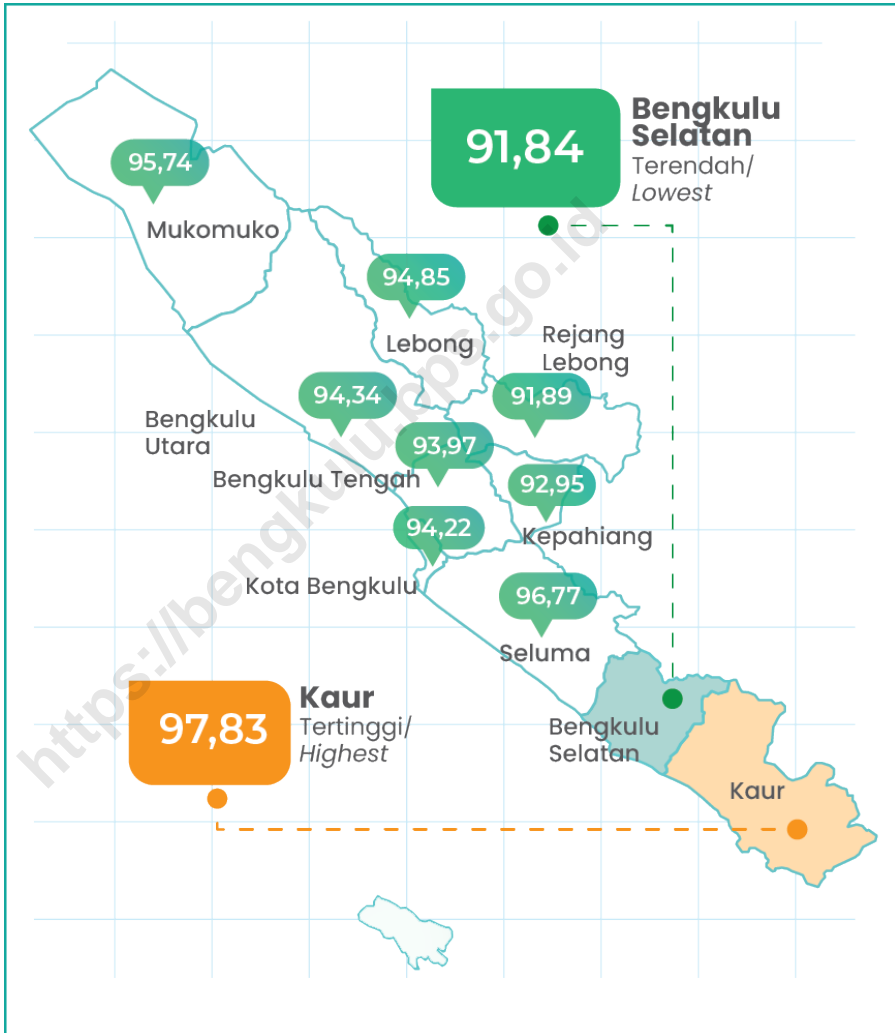 91,84
Bengkulu
Selatan
Terendah/
Lowest
95,74
Mukomuko
94,85
Lebong
Rejang
Lebong
91,89
94,34
Bengkulu
Utara
93,97
Bengkulu Tengah
92,95
Kepahiang
94,22
Kota Bengkulu
96,77
Seluma
97,83
Kaur
Tertinggi/
Highest
Bengkulu
Selatan
Kaur
https://bengkulu.bps.go.id